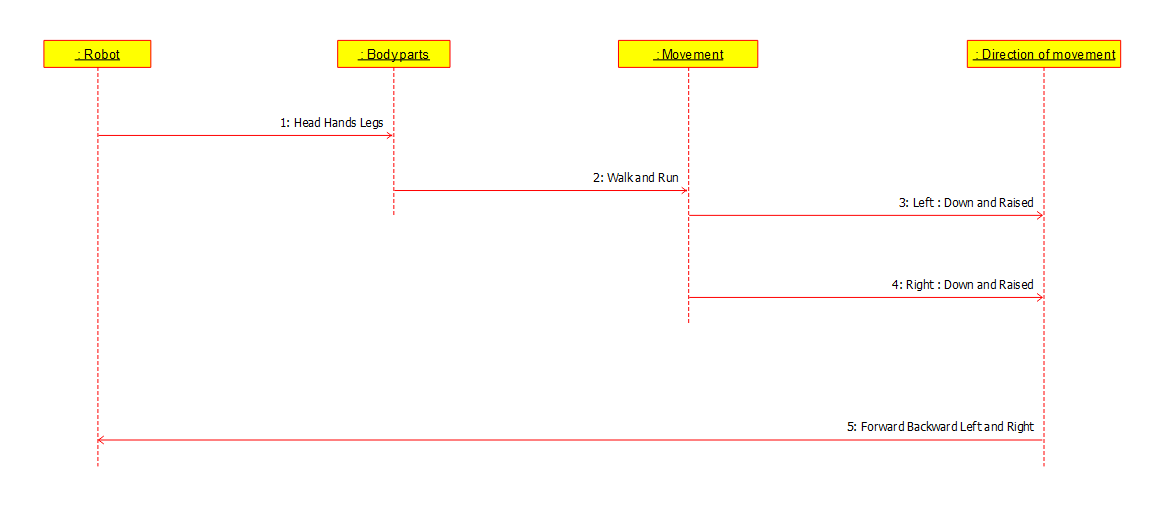 : Robot
: Bodyparts
: Movement
: Direction of movement
1: Head Hands Legs
2: Walk and Run
3: Left : Down and Raised
4: Right : Down and Raised
5: Forward Backward Left and Right